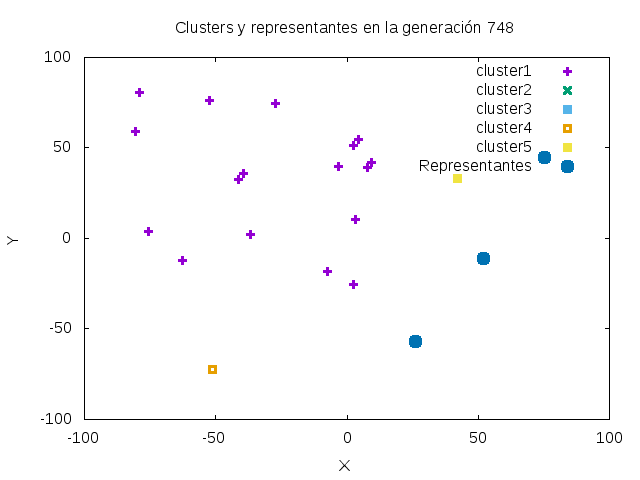 Clusters y representantes en la generación 748
100
50
0
-50
-100
Y
cluster1
cluster2
cluster3
cluster4
cluster5
Representantes
-100 -50 0 50 100
X